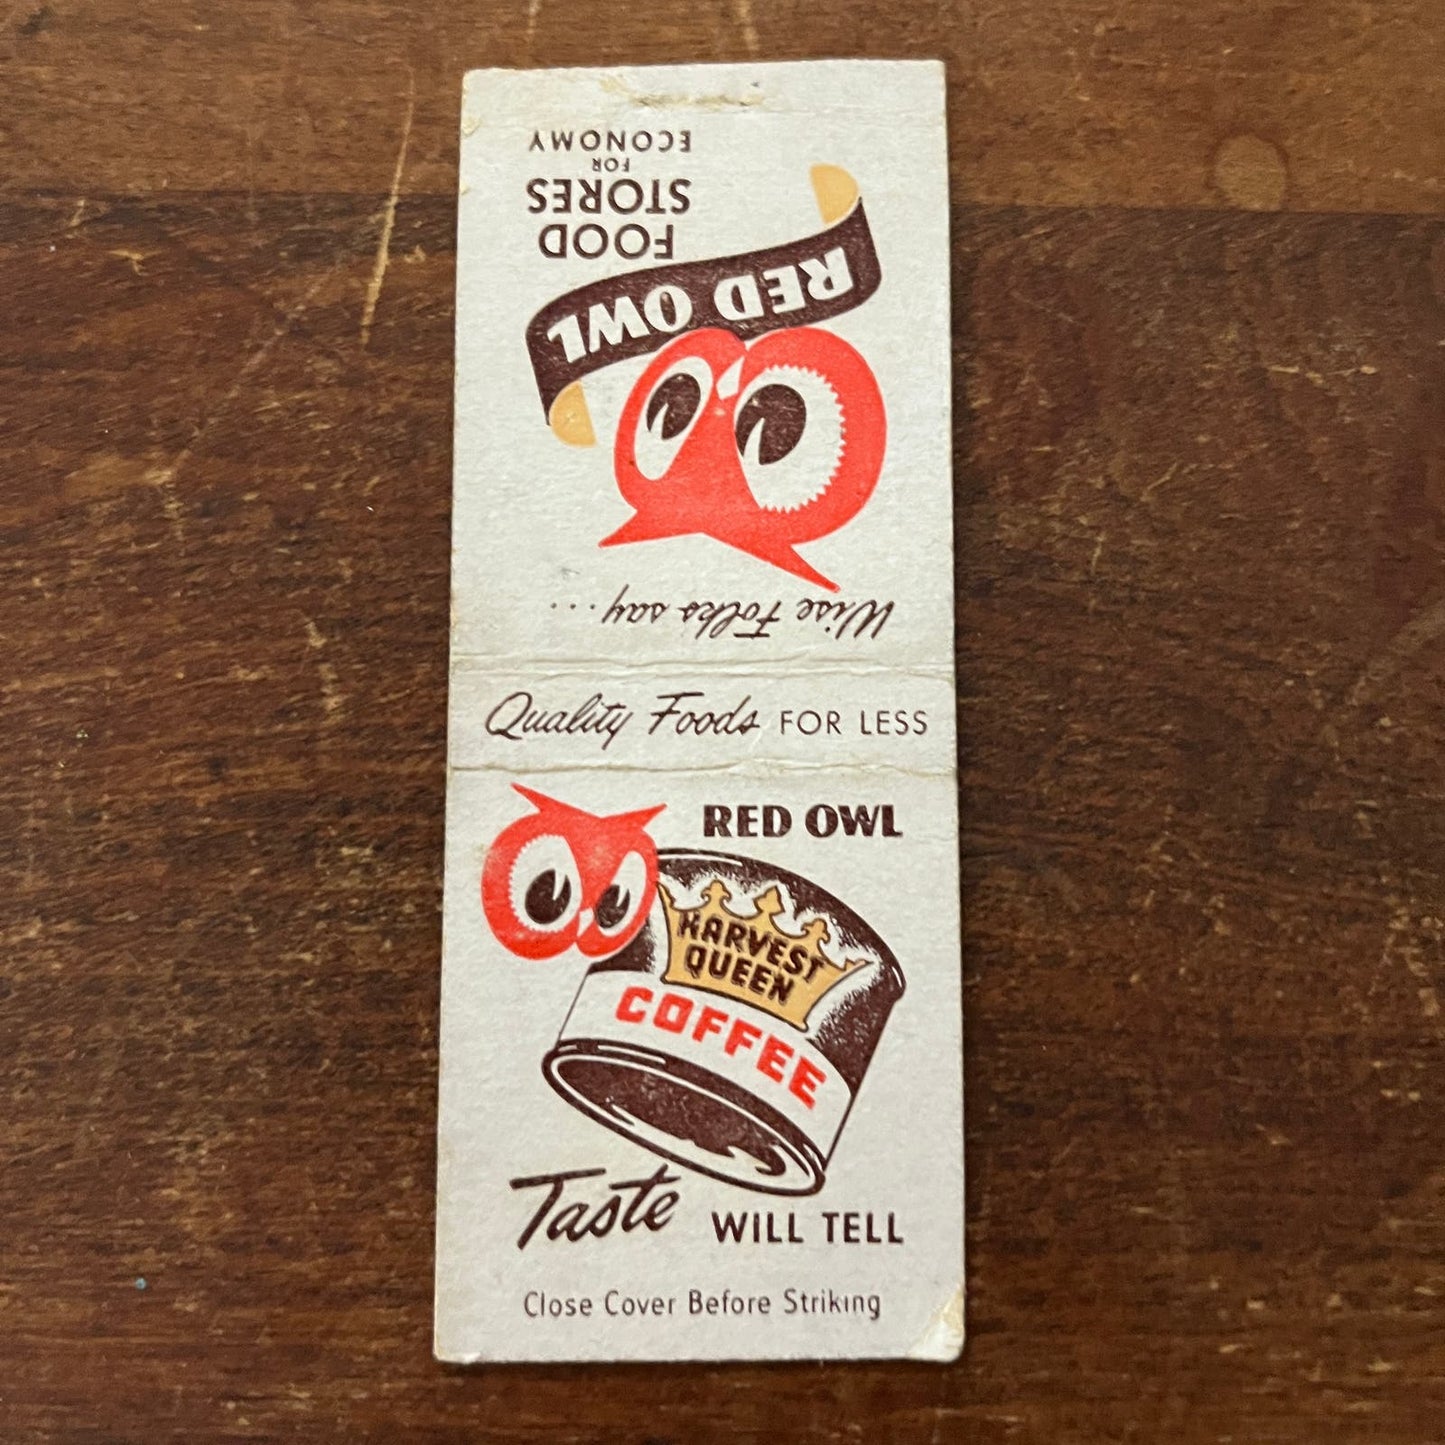 Wise Folks say....
RED OWL
FOOD
STORES
FOR
ECONOMY
Quality Foods FOR LESS
RED OWL
HARVEST
QUEEN
COFFEE
Taste WILL TELL
Close Cover Before Striking